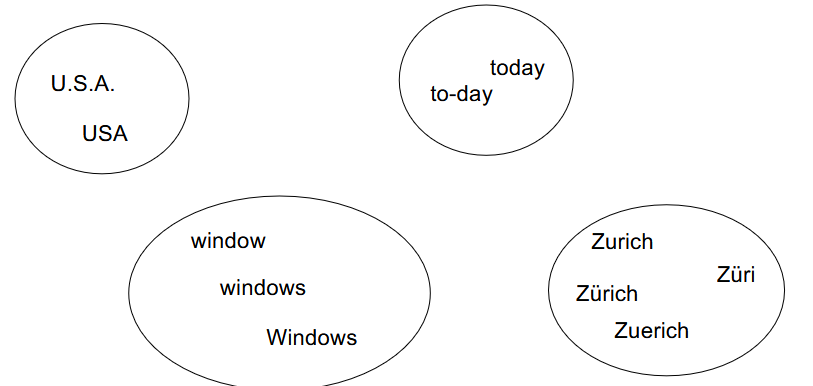 U.S.A.
USA
today
to-day
window
windows
Windows
Zurich
Züri
Zürich
Zuerich